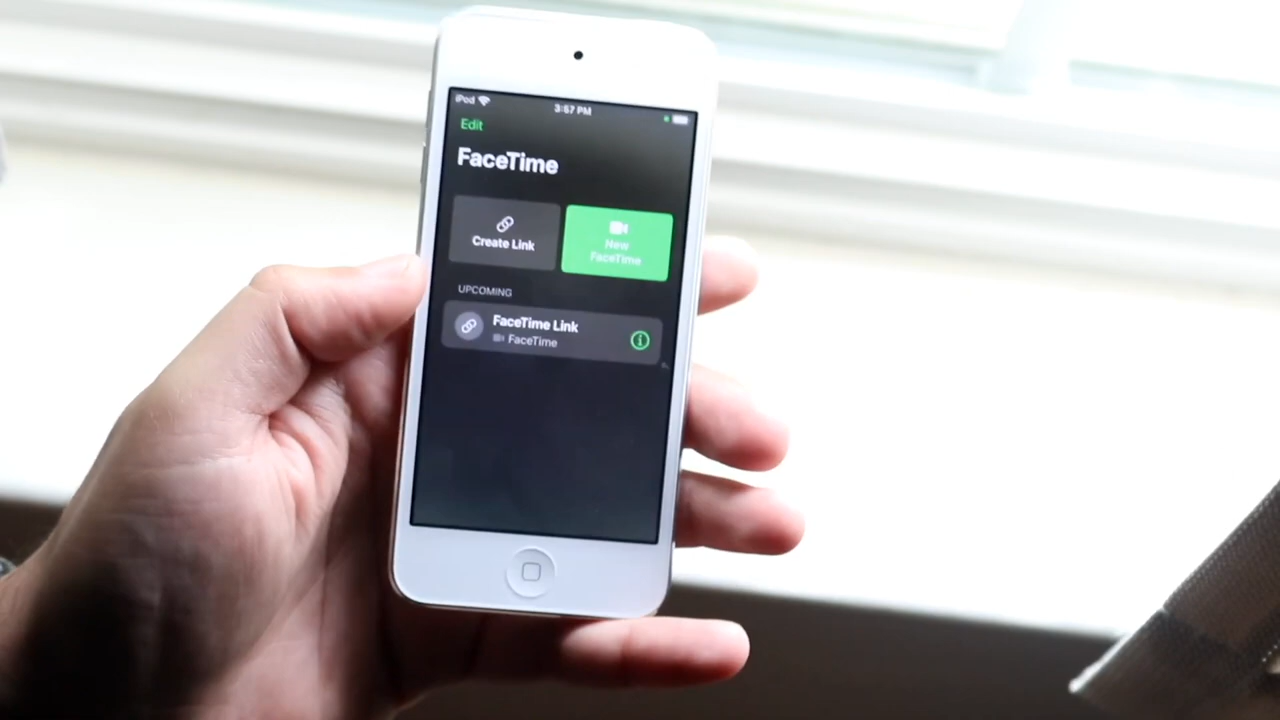 iPod 3:57 PM
Edit
FaceTime
Create Link
New
FaceTime
UPCOMING
FaceTime Link
FaceTime